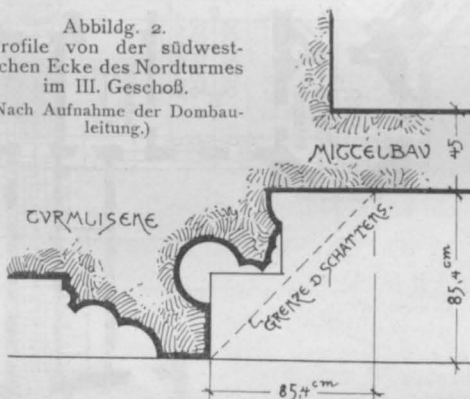 Abbildg. 2.
rofile von der südwest-
chen Ecke des Nordturmes
im III. Geschoß.
Nach Aufnahme der Dombau-
leitung.)
MITTELBAU
45
TVRMLISENE
GRENZE D SCHATTENS.
85,4 cm
85,4 cm